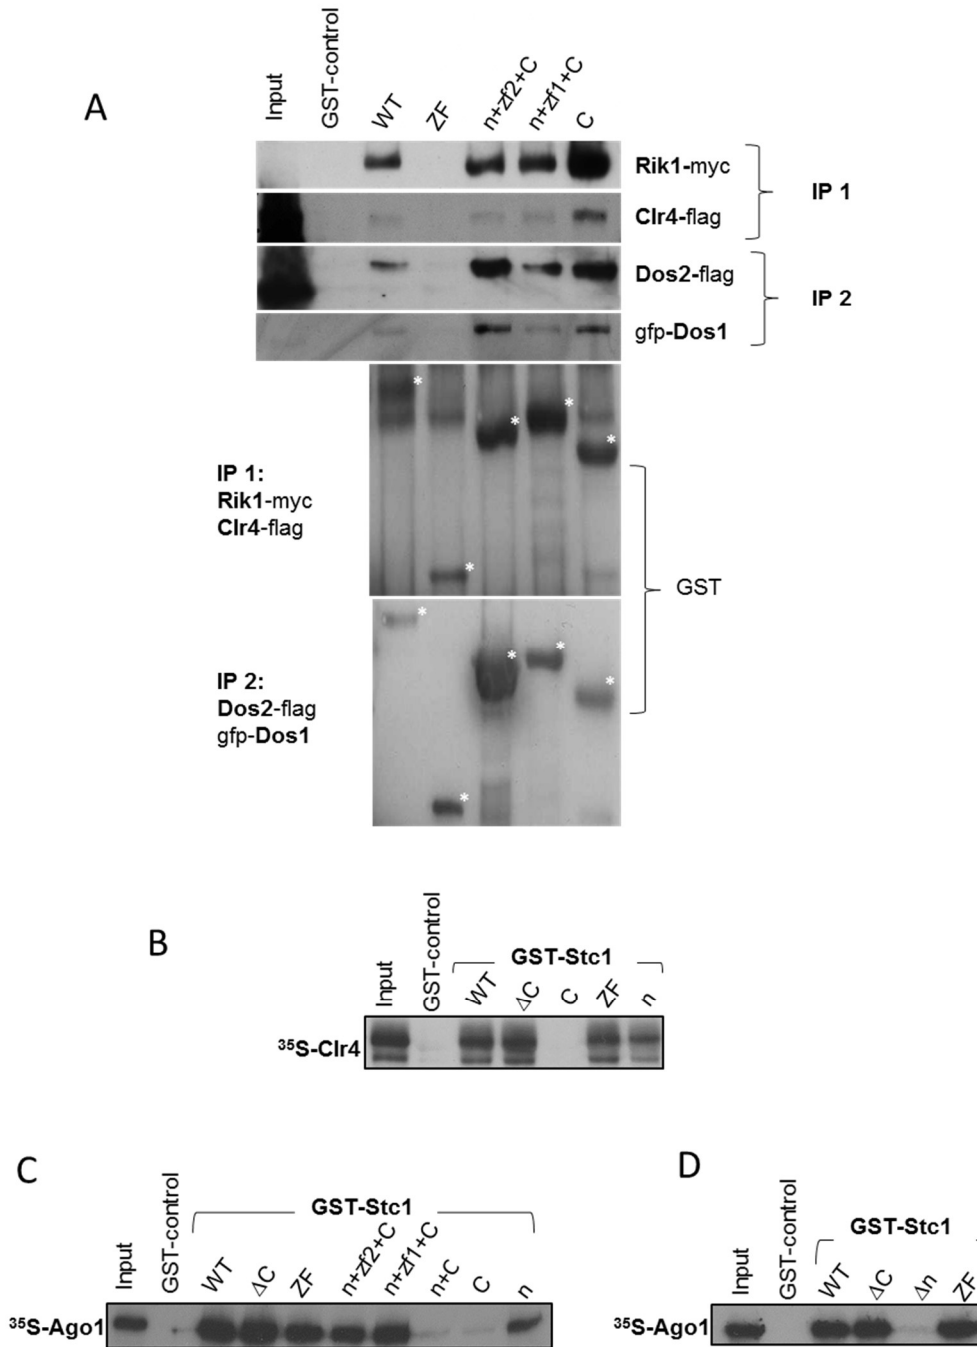 A
Input
GST-control
WT
ZF
n+zf2+C
n+zf1+C
C
Rik1-myc
Clr4-flag
IP 1
Dos2-flag
gfp-Dos1
IP 2
*
*
*
*
*
IP 1:
Rik1-myc
Clr4-flag
GST
*
*
*
*
*
IP 2:
Dos2-flag
gfp-Dos1
B
Input
GST-control
GST-Stc1
WT
ΔC
C
ZF
n
³⁵S-Clr4
C
Input
GST-control
GST-Stc1
WT
ΔC
ZF
n+zf2+C
n+zf1+C
n+C
C
n
³⁵S-Ago1
D
Input
GST-control
GST-Stc1
WT
ΔC
Δn
ZF
³⁵S-Ago1